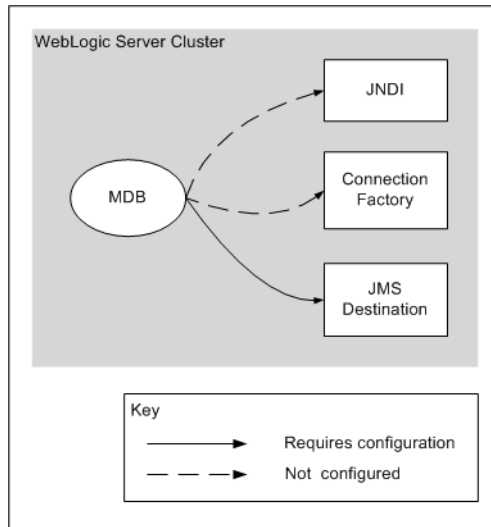 WebLogic Server Cluster
JNDI
MDB
Connection
Factory
JMS
Destination
Key
Requires configuration
Not configured